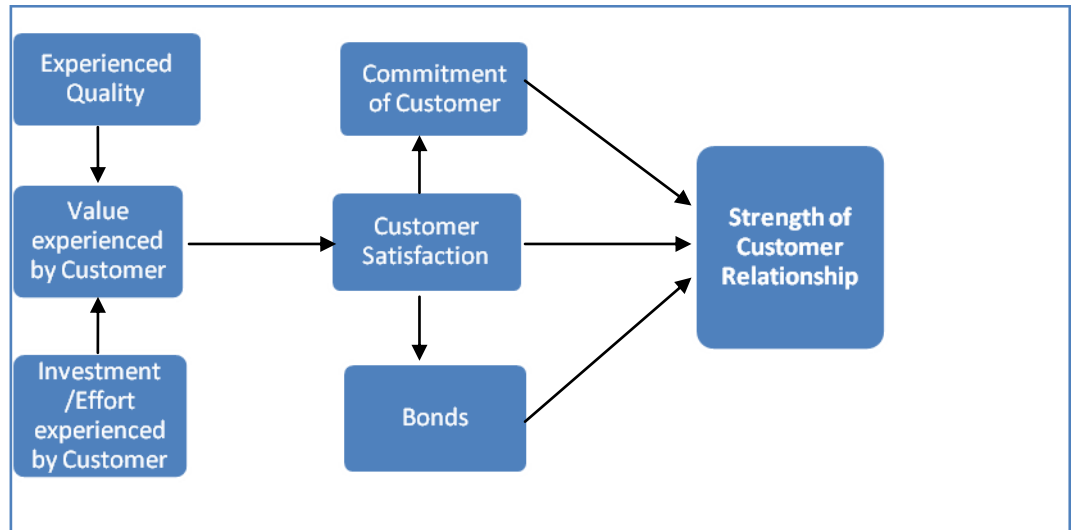 Experienced
Quality
Value
experienced
by Customer
Investment
/Effort
experienced
by Customer
Commitment
of Customer
Customer
Satisfaction
Bonds
Strength of
Customer
Relationship